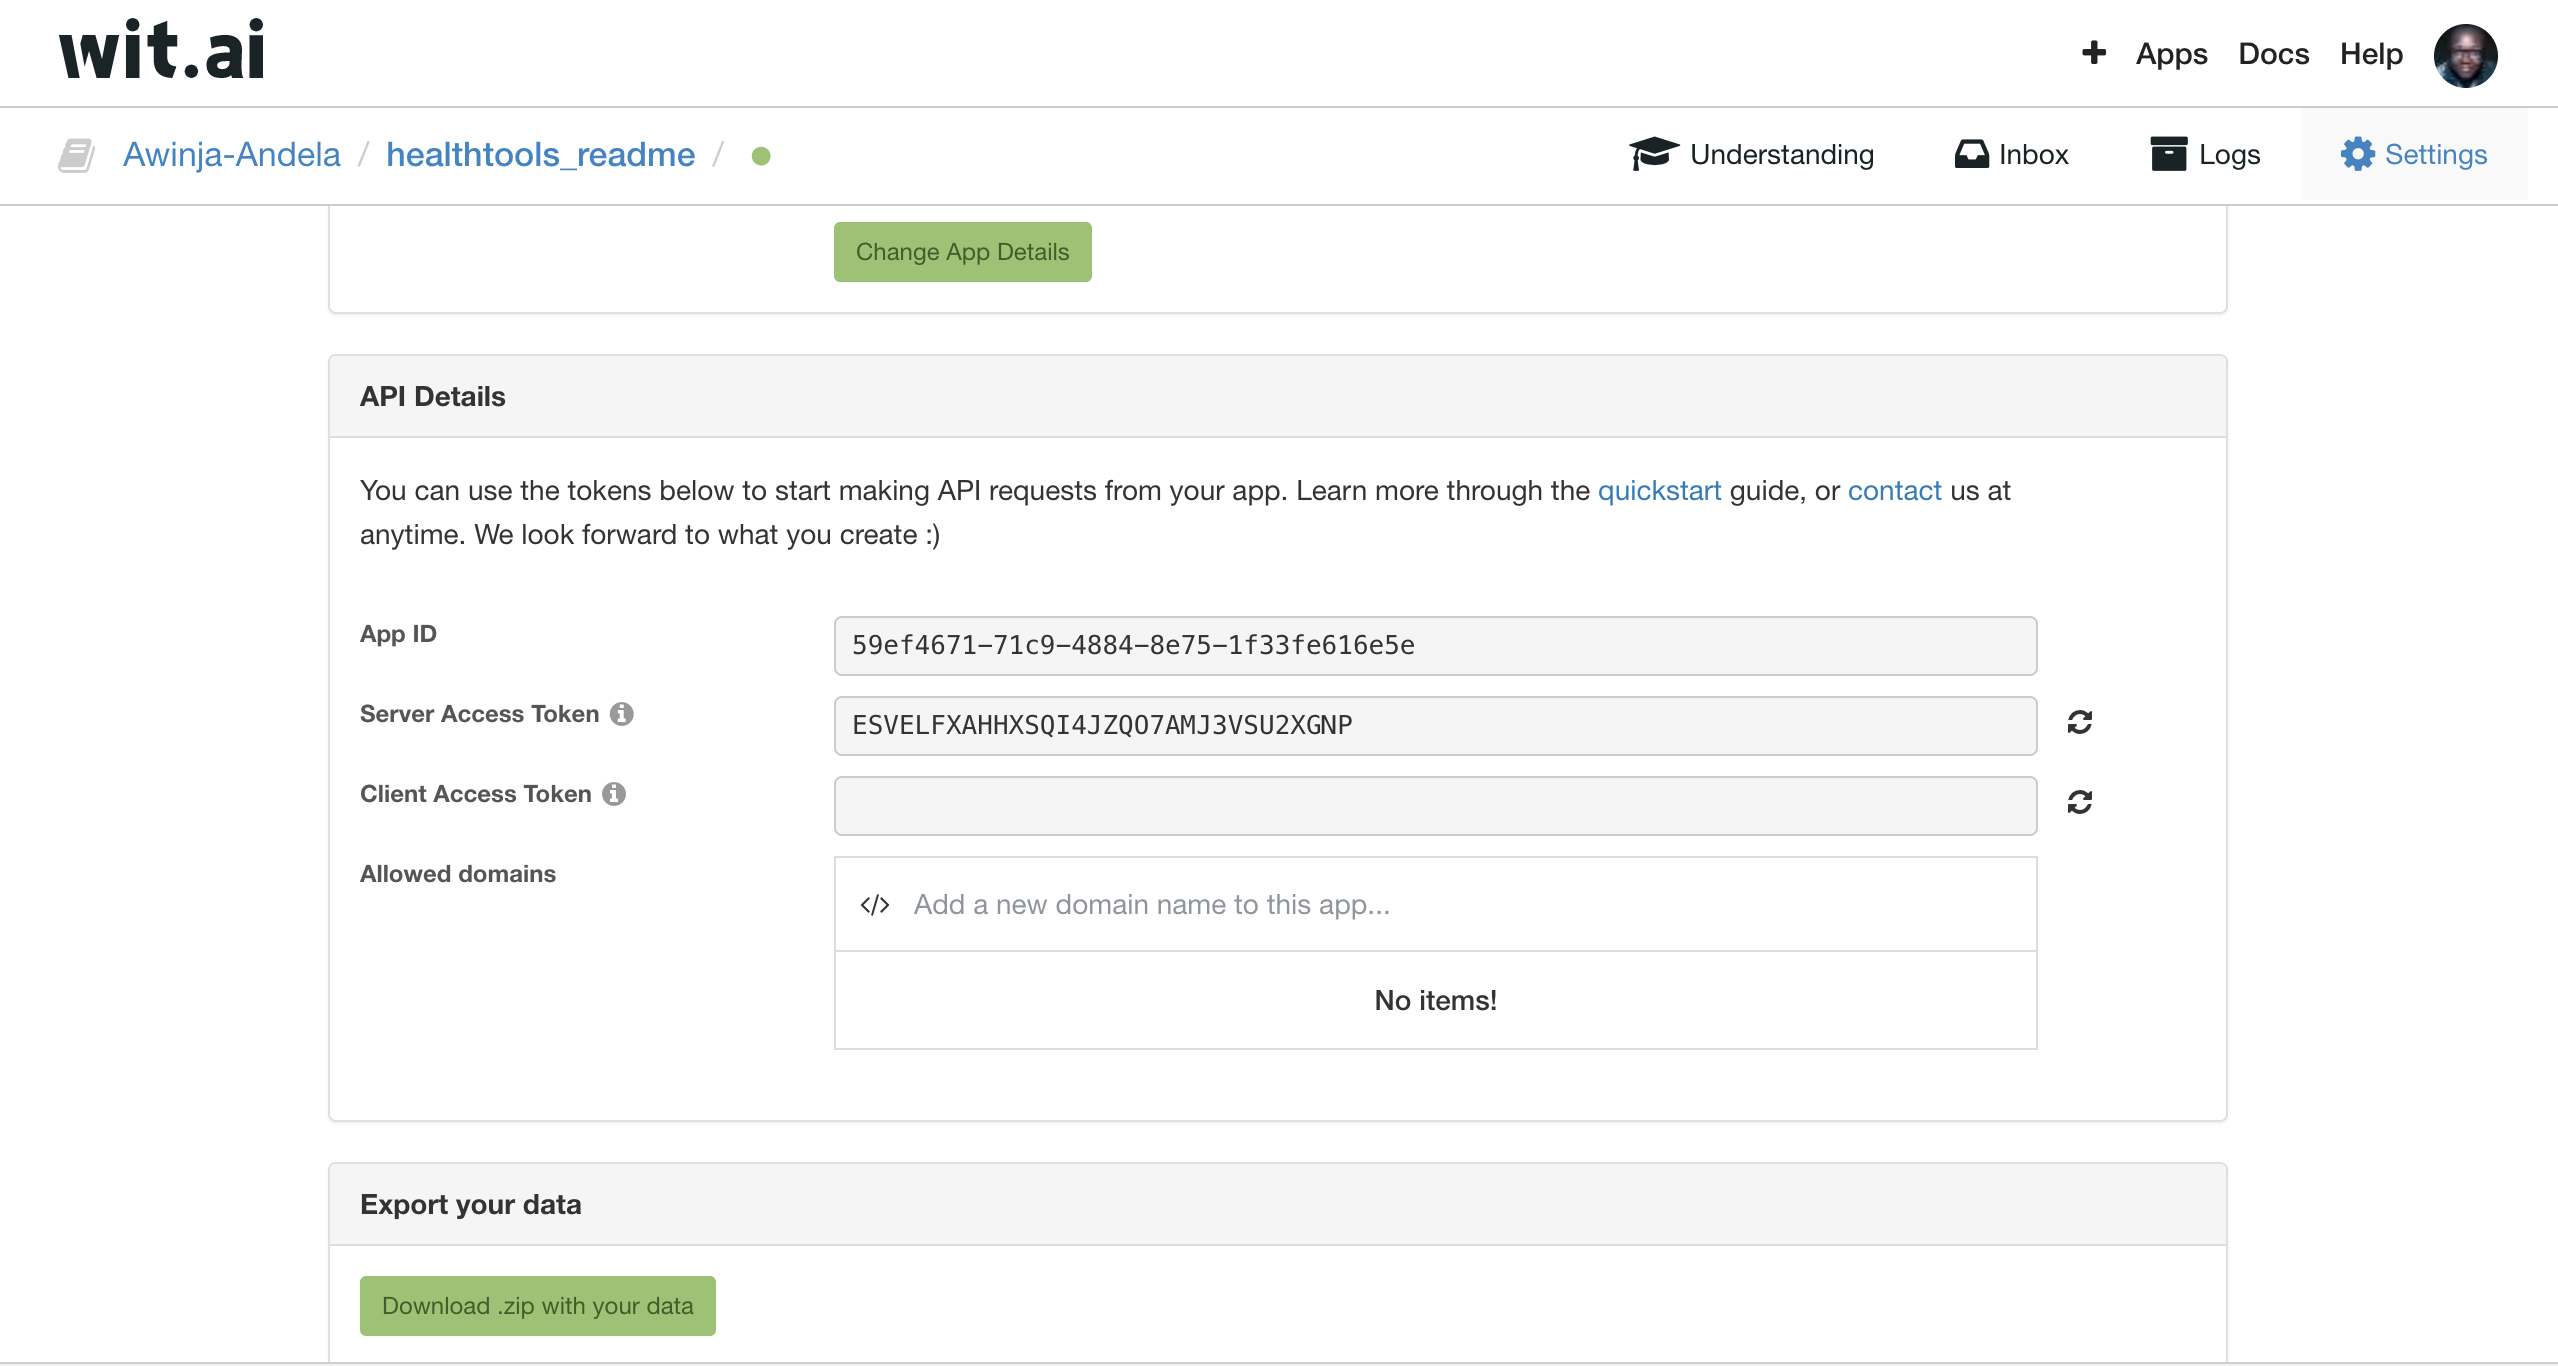 wit.ai
+ Apps Docs Help
Awinja-Andela / healthtools_readme /
Understanding Inbox Logs Settings
Change App Details
API Details
You can use the tokens below to start making API requests from your app. Learn more through the quickstart guide, or contact us at
anytime. We look forward to what you create :)
App ID
59ef4671-71c9-4884-8e75-1f33fe616e5e
Server Access Token
ESVELFXAHHXSQI4JZQO7AMJ3VSU2XGNP
Client Access Token
Allowed domains
</> Add a new domain name to this app...
No items!
Export your data
Download .zip with your data